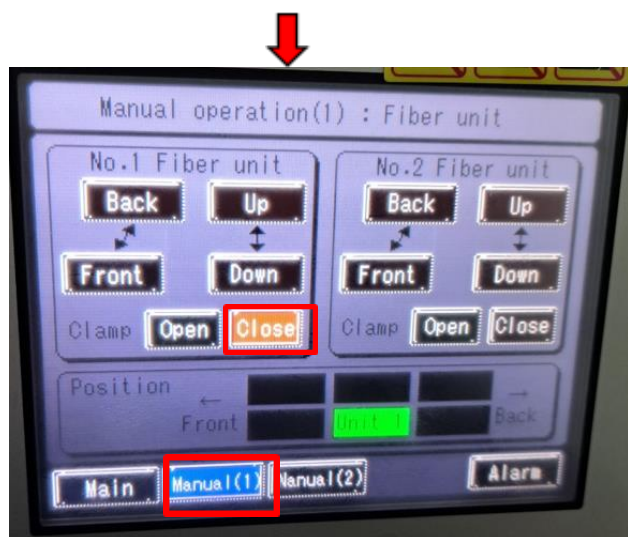 Manual operation(1) : Fiber unit
No.1 Fiber unit
No.2 Fiber unit
Back Up
Back Up
Front Down
Front Down
Clamp Open Close
Clamp Open Close
Position ← →
Front Unit 1 Back
Main Manual(1) Manual(2) Alarm